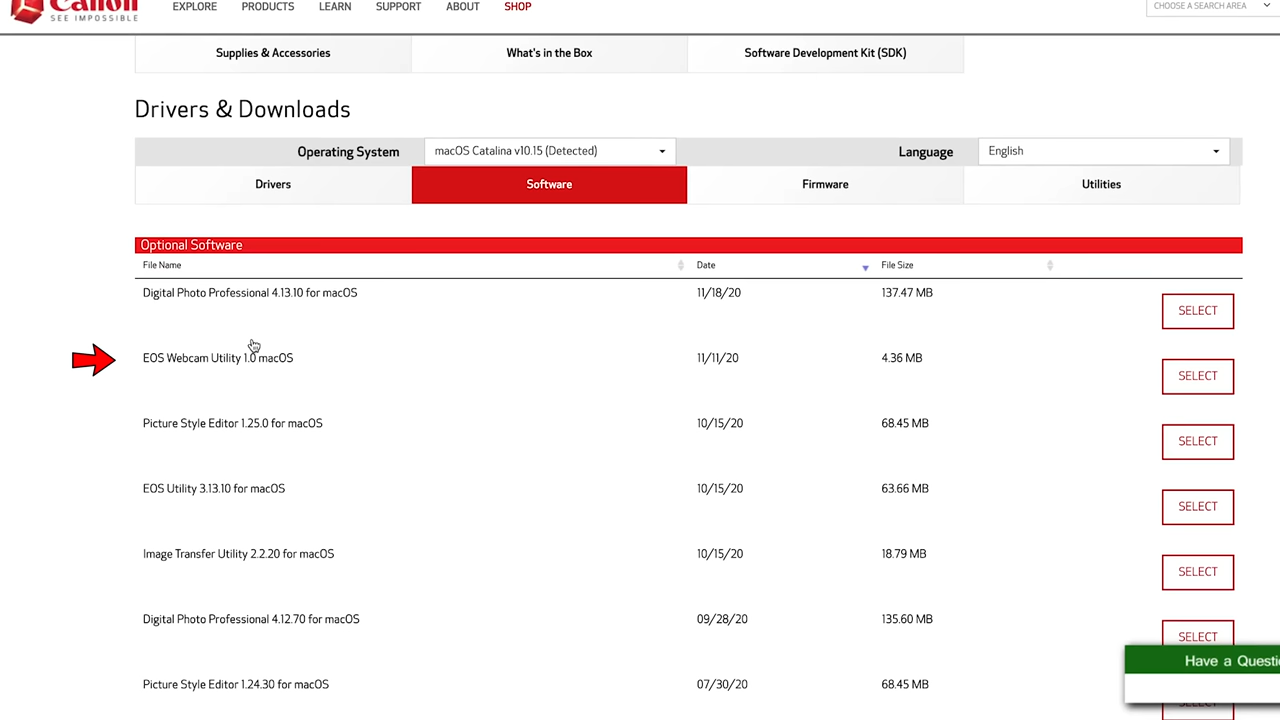 Canon
SEE IMPOSSIBLE
EXPLORE PRODUCTS LEARN SUPPORT ABOUT SHOP
CHOOSE A SEARCH AREA
Supplies & Accessories What's in the Box Software Development Kit (SDK)
Drivers & Downloads
Operating System macOS Catalina v10.15 (Detected) Language English
Drivers Software Firmware Utilities
Optional Software
File Name Date File Size
Digital Photo Professional 4.13.10 for macOS 11/18/20 137.47 MB SELECT
EOS Webcam Utility 1.0 macOS 11/11/20 4.36 MB SELECT
Picture Style Editor 1.25.0 for macOS 10/15/20 68.45 MB SELECT
EOS Utility 3.13.10 for macOS 10/15/20 63.66 MB SELECT
Image Transfer Utility 2.2.20 for macOS 10/15/20 18.79 MB SELECT
Digital Photo Professional 4.12.70 for macOS 09/28/20 135.60 MB SELECT
Have a Questi
Picture Style Editor 1.24.30 for macOS 07/30/20 68.45 MB